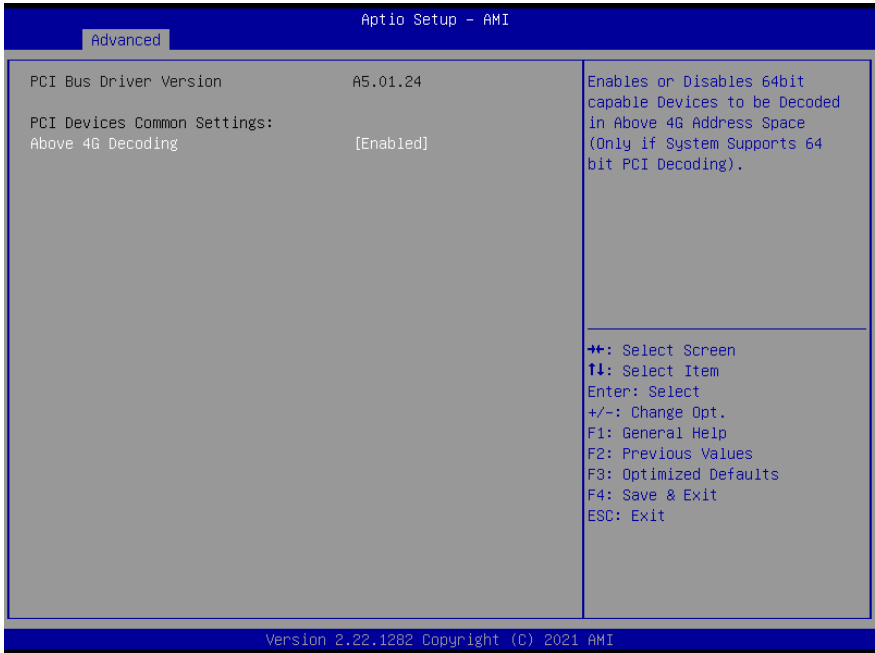 Aptio Setup – AMI
Advanced
PCI Bus Driver Version A5.01.24
PCI Devices Common Settings:
Above 4G Decoding [Enabled]
Enables or Disables 64bit
capable Devices to be Decoded
in Above 4G Address Space
(Only if System Supports 64
bit PCI Decoding).
→←: Select Screen
↑↓: Select Item
Enter: Select
+/-: Change Opt.
F1: General Help
F2: Previous Values
F3: Optimized Defaults
F4: Save & Exit
ESC: Exit
Version 2.22.1282 Copyright (C) 2021 AMI